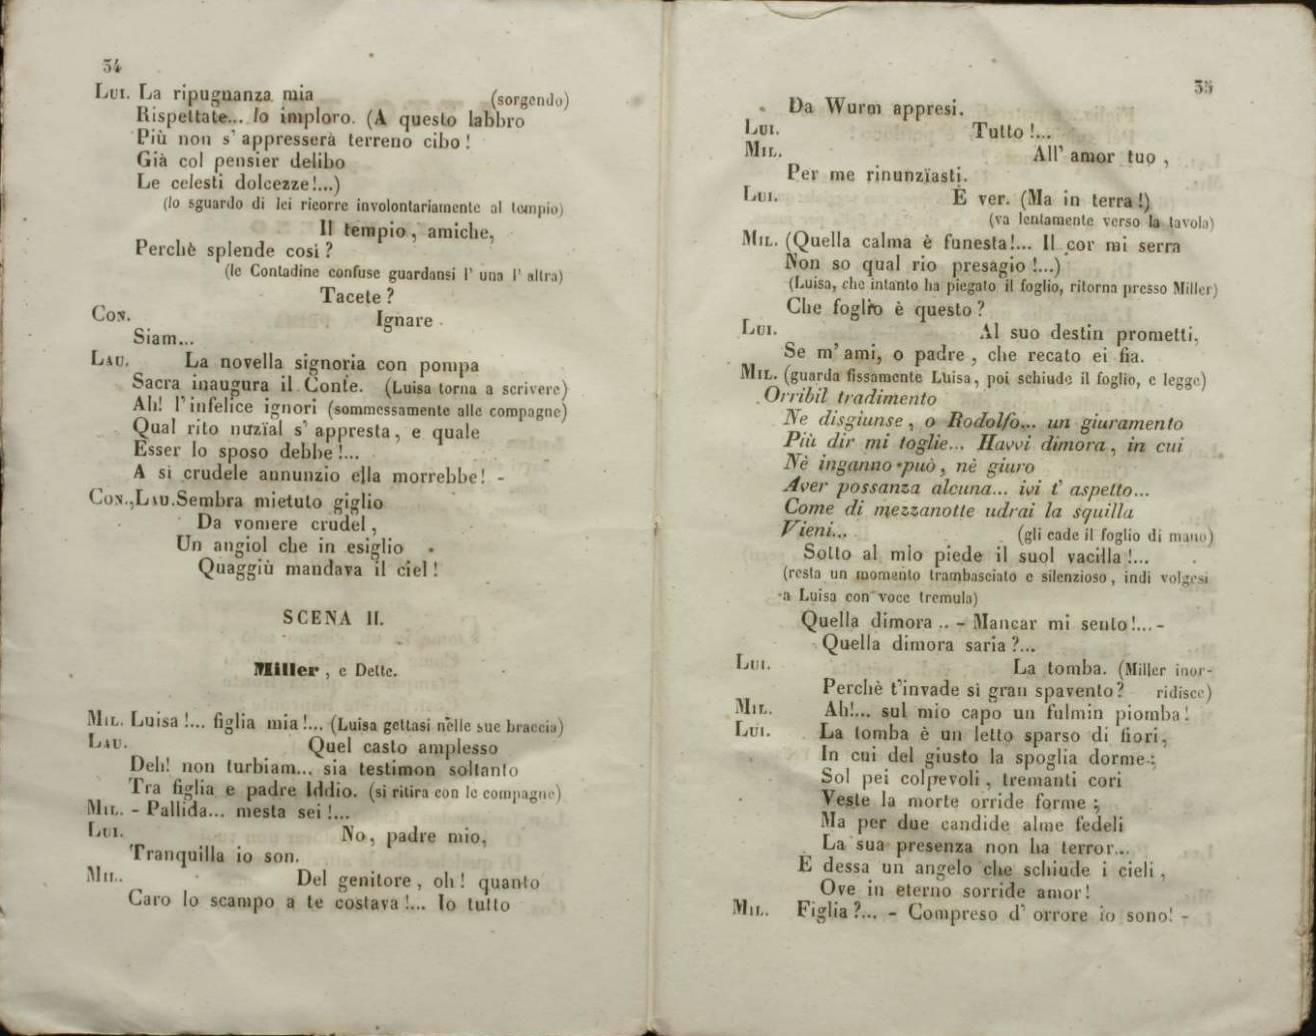 34
Lui. La ripugnanza mia (sorgendo)
Rispettate... Io imploro. (A questo labbro
Più non s' appresserà terreno cibo!
Già col pensier delibo
Le celesti dolcezze!...)
(lo sguardo di lei ricorre involontariamente al tempio)
Il tempio, amiche,
Perchè splende così?
(le Contadine confuse guardansi l' una l' altra)
Tacete?
Con. Ignare
Siam...
Lau. La novella signoria con pompa
Sacra inaugura il Conte. (Luisa torna a scrivere)
Ah! l'infelice ignori (sommessamente alle compagne)
Qual rito nuzïal s' appresta, e quale
Esser lo sposo debbe!...
A sì crudele annunzio ella morrebbe! -
Con., Lau. Sembra mietuto giglio
Da vomere crudel,
Un angiol che in esiglio
Quaggiù mandava il ciel!
SCENA II.
Miller, e Dette.
Mil. Luisa!... figlia mia!... (Luisa gettasi nelle sue braccia)
Lau. Quel casto amplesso
Deh! non turbiam... sia testimon soltanto
Tra figlia e padre Iddio. (si ritira con le compagne)
Mil. - Pallida... mesta sei!...
Lui. No, padre mio,
Tranquilla io son.
Mil. Del genitore, oh! quanto
Caro lo scampo a te costava!... Io tutto
35
Da Wurm appresi.
Lui. Tutto!...
Mil. All' amor tuo,
Per me rinunzïasti.
Lui. È ver. (Ma in terra!)
(va lentamente verso la tavola)
Mil. (Quella calma è funesta!... Il cor mi serra
Non so qual rio presagio!...)
(Luisa, che intanto ha piegato il foglio, ritorna presso Miller)
Che foglio è questo?
Lui. Al suo destin prometti,
Se m' ami, o padre, che recato ei fia.
Mil. (guarda fissamente Luisa, poi schiude il foglio, e legge)
Orribil tradimento
Ne disgiunse, o Rodolfo... un giuramento
Più dir mi toglie... Havvi dimora, in cui
Nè inganno può, nè giuro
Aver possanza alcuna... ivi t' aspetto...
Come di mezzanotte udrai la squilla
Vieni... (gli cade il foglio di mano)
Sotto al mio piede il suol vacilla!...
(resta un momento trambasciato e silenzioso, indi volgesi
a Luisa con voce tremula)
Quella dimora .. - Mancar mi sento!... -
Quella dimora saria?...
Lui. La tomba. (Miller inor-
Perchè t'invade sì gran spavento? ridisce)
Mil. Ah!... sul mio capo un fulmin piomba!
Lui. La tomba è un letto sparso di fiori,
In cui del giusto la spoglia dorme;
Sol pei colpevoli, tremanti cori
Veste la morte orride forme;
Ma per due candide alme fedeli
La sua presenza non ha terror...
È dessa un angelo che schiude i cieli,
Ove in eterno sorride amor!
Mil. Figlia?... - Compreso d' orrore io sono! -